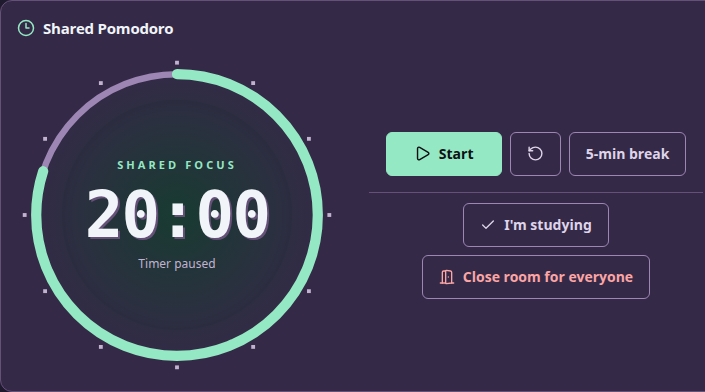 Shared Pomodoro
SHARED FOCUS
20:00
Timer paused
Start
5-min break
I'm studying
Close room for everyone